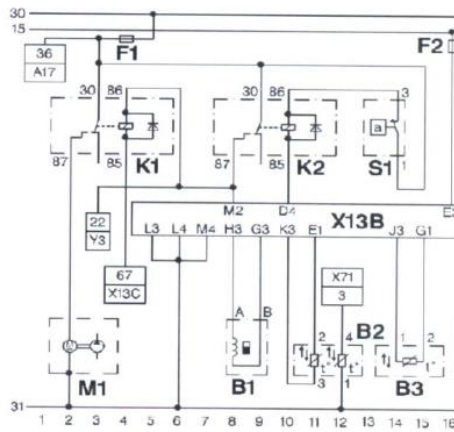 30
15
F1
F2
36
A17
30 86
30 86
3
a
87 85
87 85
1
K1
K2
S1
M2 D4 E
22
Y3
X13B
L3 L4 M4 H3 G3 K3 E1 J3 G1
67
X13C
X71
3
A B
B2
2 4
1 2
t° t°
t°
3 1
M1
B1
B3
31
1 2 3 4 5 6 7 8 9 10 11 12 13 14 15 16